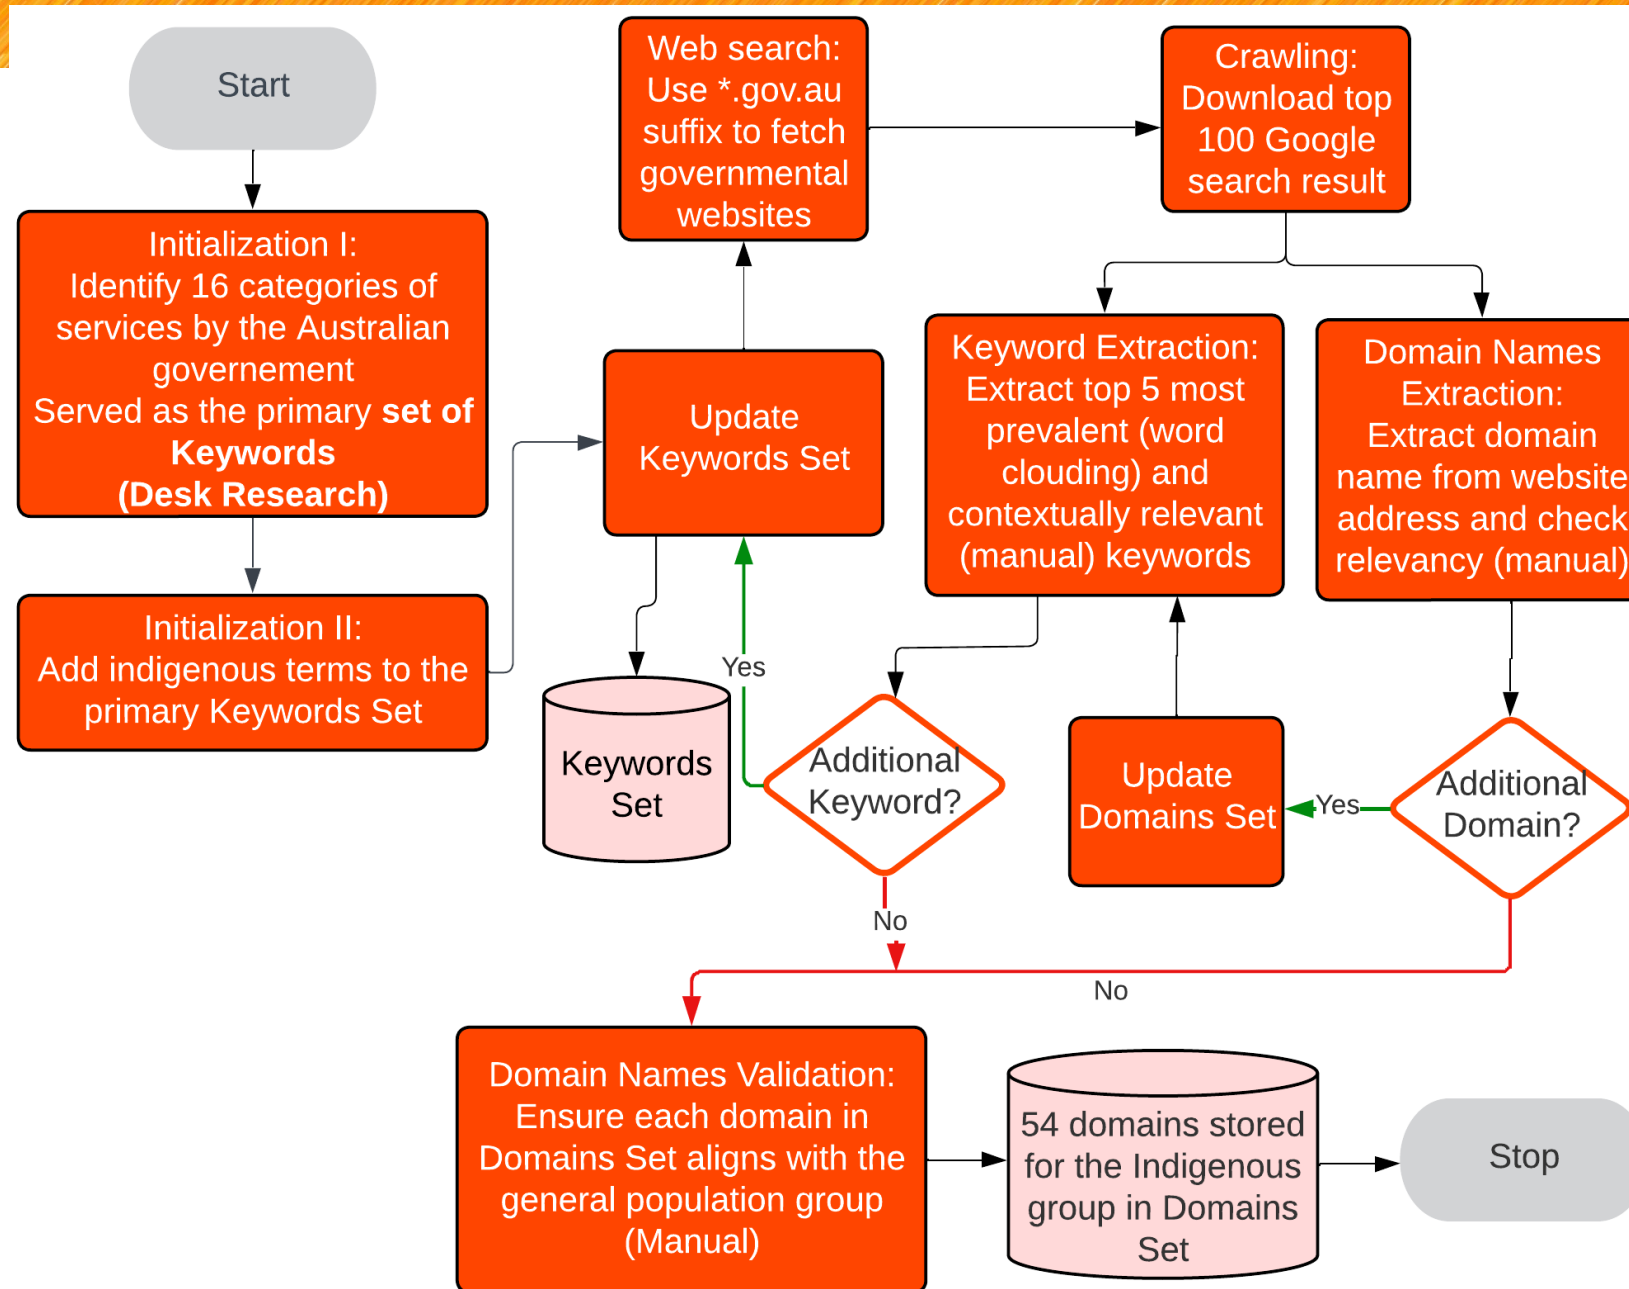 Start
Initialization I:
Identify 16 categories of
services by the Australian
governement
Served as the primary set of
Keywords
(Desk Research)
Initialization II:
Add indigenous terms to the
primary Keywords Set
Update
Keywords Set
Web search:
Use *.gov.au
suffix to fetch
governmental
websites
Crawling:
Download top
100 Google
search result
Keyword Extraction:
Extract top 5 most
prevalent (word
clouding) and
contextually relevant
(manual) keywords
Domain Names
Extraction:
Extract domain
name from website
address and check
relevancy (manual)
Keywords
Set
Yes
Additional
Keyword?
No
Update
Domains Set
Yes
Additional
Domain?
No
Domain Names Validation:
Ensure each domain in
Domains Set aligns with the
general population group
(Manual)
54 domains stored
for the Indigenous
group in Domains
Set
Stop